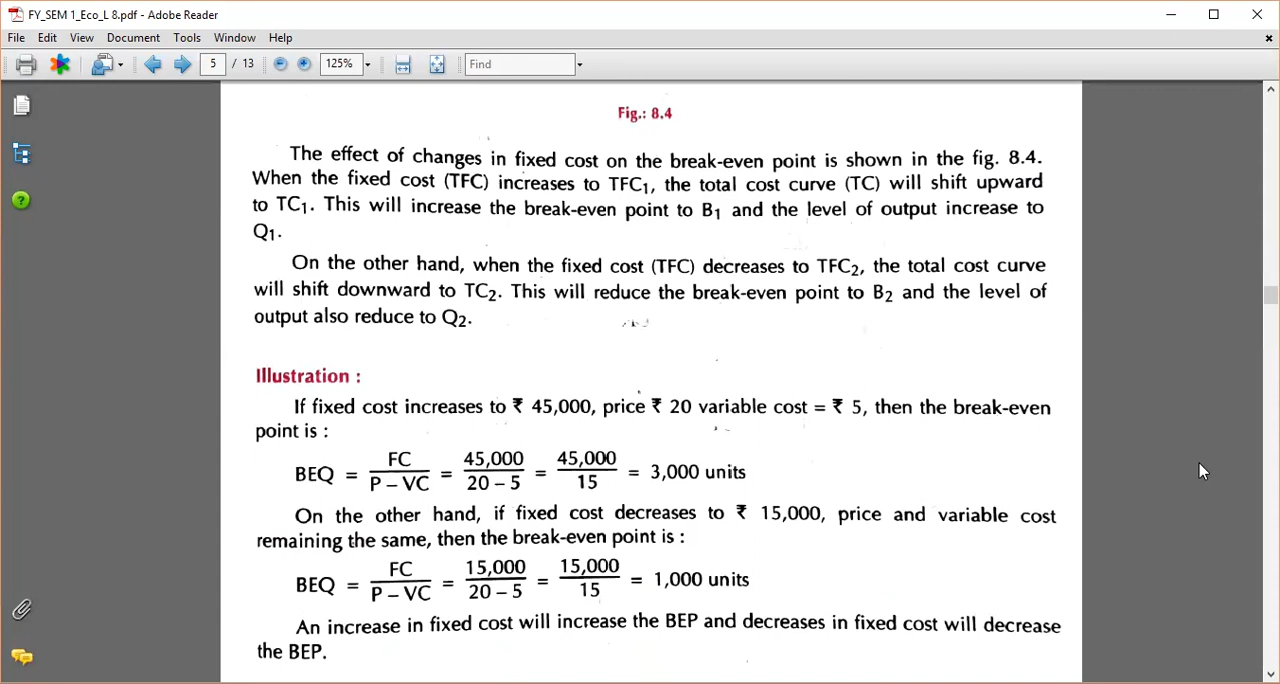 FY_SEM 1_Eco_L 8.pdf - Adobe Reader
File Edit View Document Tools Window Help
5 / 13 125% Find
Fig.: 8.4
The effect of changes in fixed cost on the break-even point is shown in the fig. 8.4.
When the fixed cost (TFC) increases to TFC₁, the total cost curve (TC) will shift upward
to TC₁. This will increase the break-even point to B₁ and the level of output increase to
Q₁.
On the other hand, when the fixed cost (TFC) decreases to TFC₂, the total cost curve
will shift downward to TC₂. This will reduce the break-even point to B₂ and the level of
output also reduce to Q₂.
Illustration :
If fixed cost increases to ₹ 45,000, price ₹ 20 variable cost = ₹ 5, then the break-even
point is :
BEQ = FC / P – VC = 45,000 / 20 – 5 = 45,000 / 15 = 3,000 units
On the other hand, if fixed cost decreases to ₹ 15,000, price and variable cost
remaining the same, then the break-even point is :
BEQ = FC / P – VC = 15,000 / 20 – 5 = 15,000 / 15 = 1,000 units
An increase in fixed cost will increase the BEP and decreases in fixed cost will decrease
the BEP.